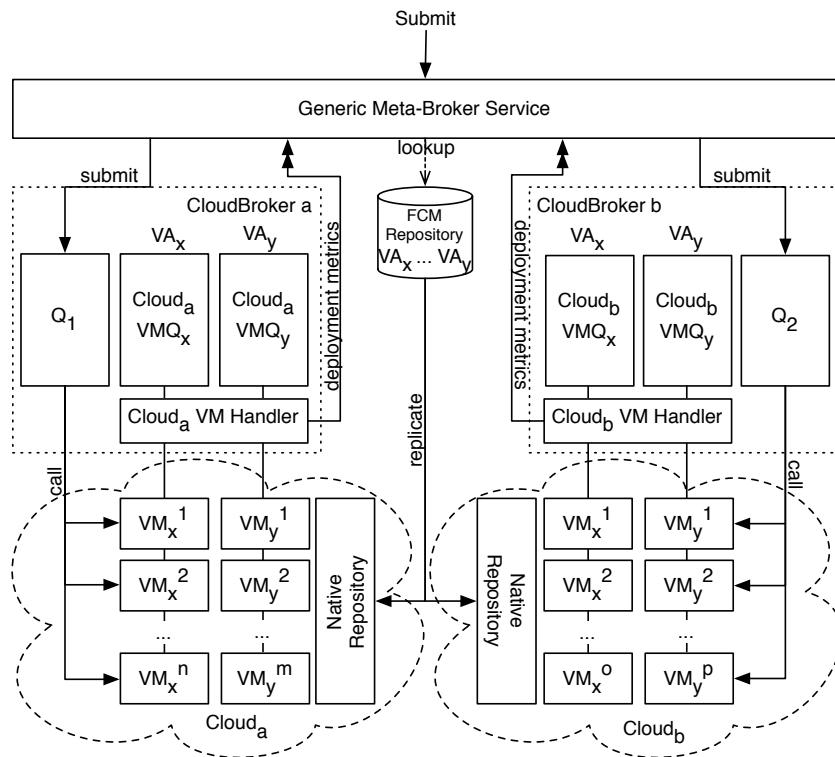 Submit
Generic Meta-Broker Service
submit
lookup
submit
CloudBroker a
VAx
VAy
Q1
Clouda
VMQx
Clouda
VMQy
Clouda VM Handler
deployment metrics
FCM
Repository
VAx ... VAy
replicate
CloudBroker b
VAx
VAy
Cloudb
VMQx
Cloudb
VMQy
Q2
Cloudb VM Handler
deployment metrics
call
VMx1
VMy1
VMx2
VMy2
...
...
VMxn
VMym
Native
Repository
Clouda
call
Native
Repository
VMx1
VMy1
VMx2
VMy2
...
...
VMxo
VMyp
Cloudb